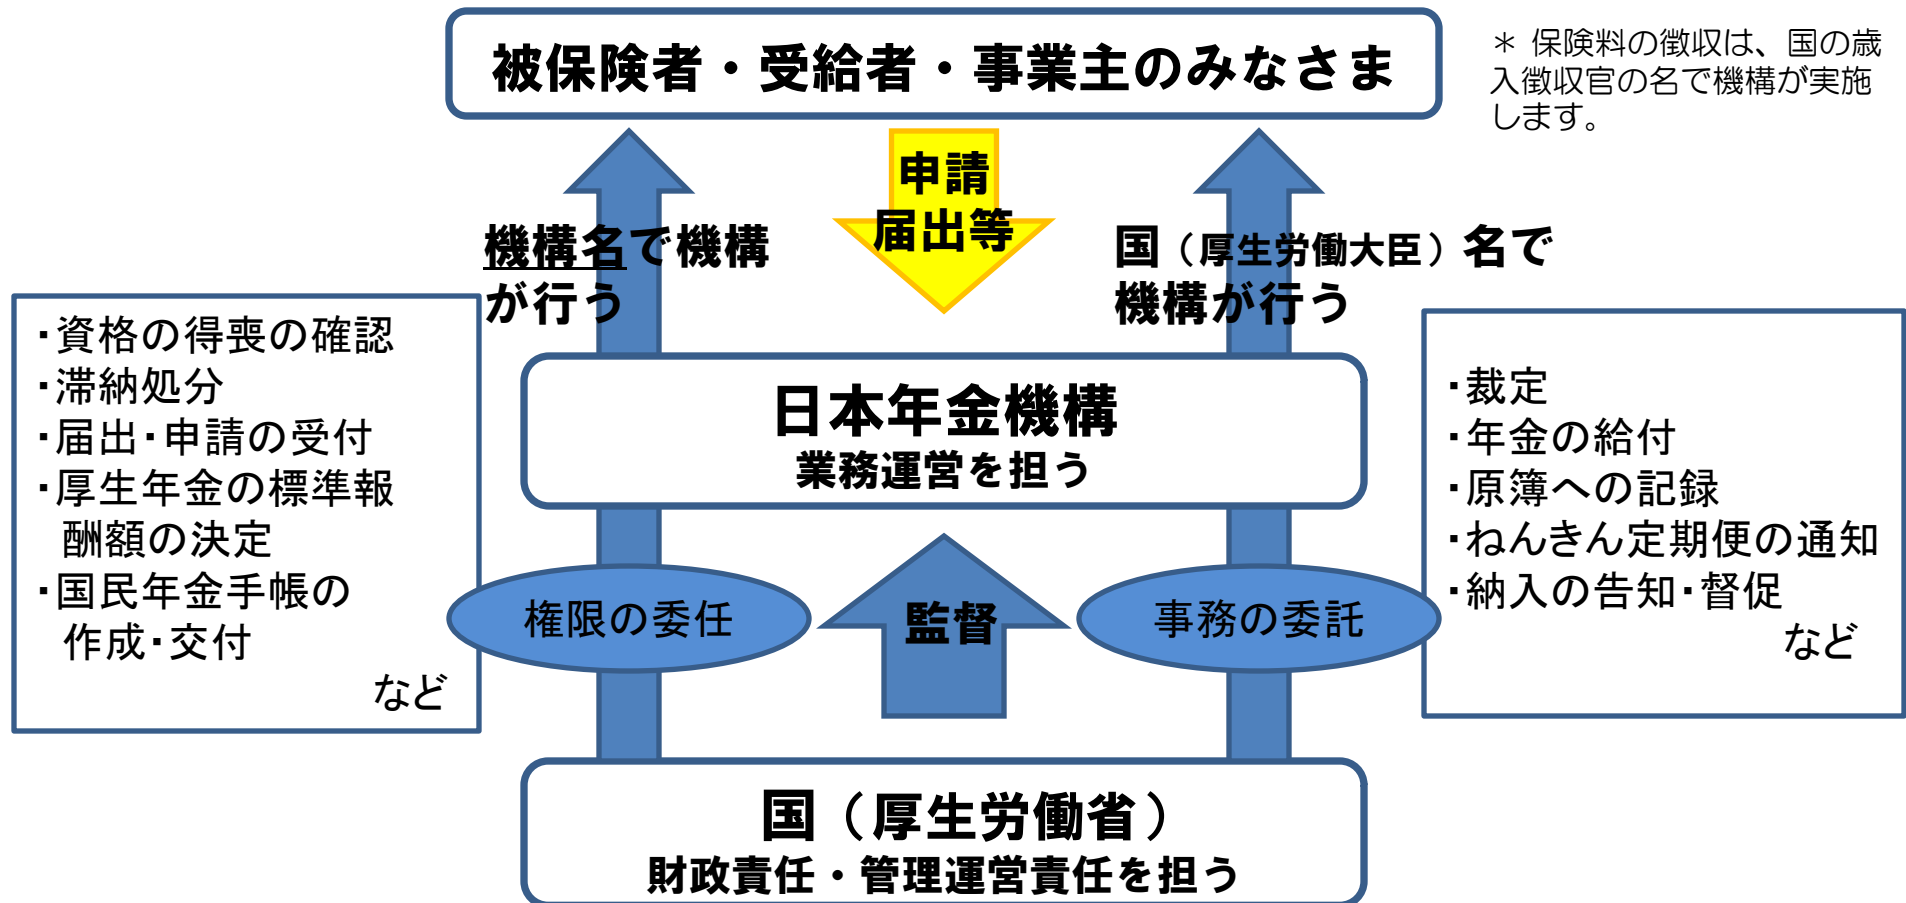 被保険者・受給者・事業主のみなさま
＊ 保険料の徴収は、国の歳
入徴収官の名で機構が実施
します。
申請
届出等
機構名で機構
が行う
国（厚生労働大臣）名で
機構が行う
・資格の得喪の確認
・滞納処分
・届出・申請の受付
・厚生年金の標準報
酬額の決定
・国民年金手帳の
作成・交付
など
日本年金機構
業務運営を担う
・裁定
・年金の給付
・原簿への記録
・ねんきん定期便の通知
・納入の告知・督促
など
権限の委任
監督
事務の委託
国（厚生労働省）
財政責任・管理運営責任を担う